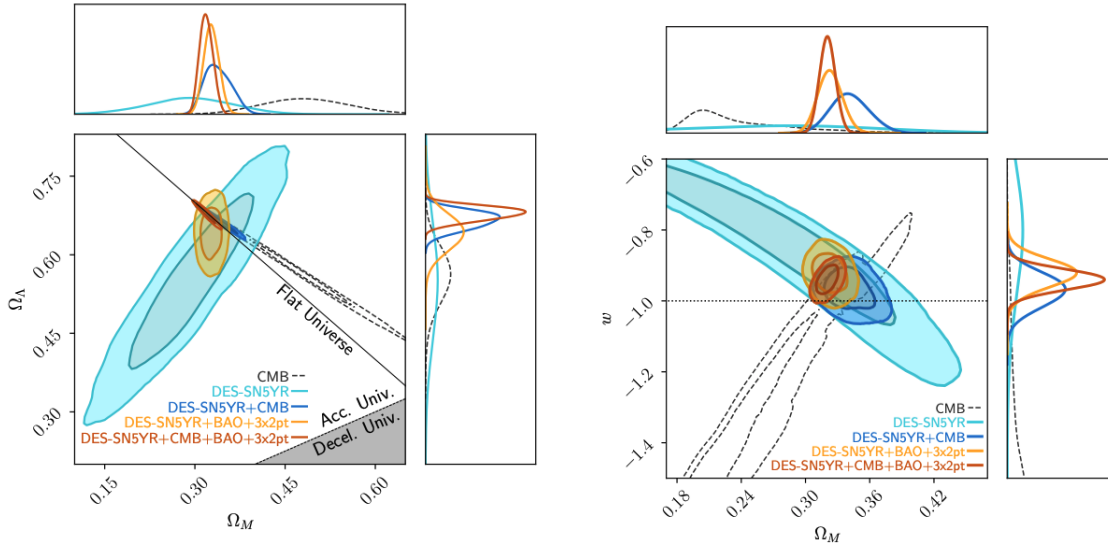 0.75
0.60
0.45
0.30
Ω_Λ
Flat Universe
Acc. Univ.
Decel. Univ.
CMB
DES-SN5YR
DES-SN5YR+CMB
DES-SN5YR+BAO+3x2pt
DES-SN5YR+CMB+BAO+3x2pt
0.15
0.30
0.45
0.60
Ω_M
−0.6
−0.8
−1.0
−1.2
−1.4
w
CMB
DES-SN5YR
DES-SN5YR+CMB
DES-SN5YR+BAO+3x2pt
DES-SN5YR+CMB+BAO+3x2pt
0.18
0.24
0.30
0.36
0.42
Ω_M